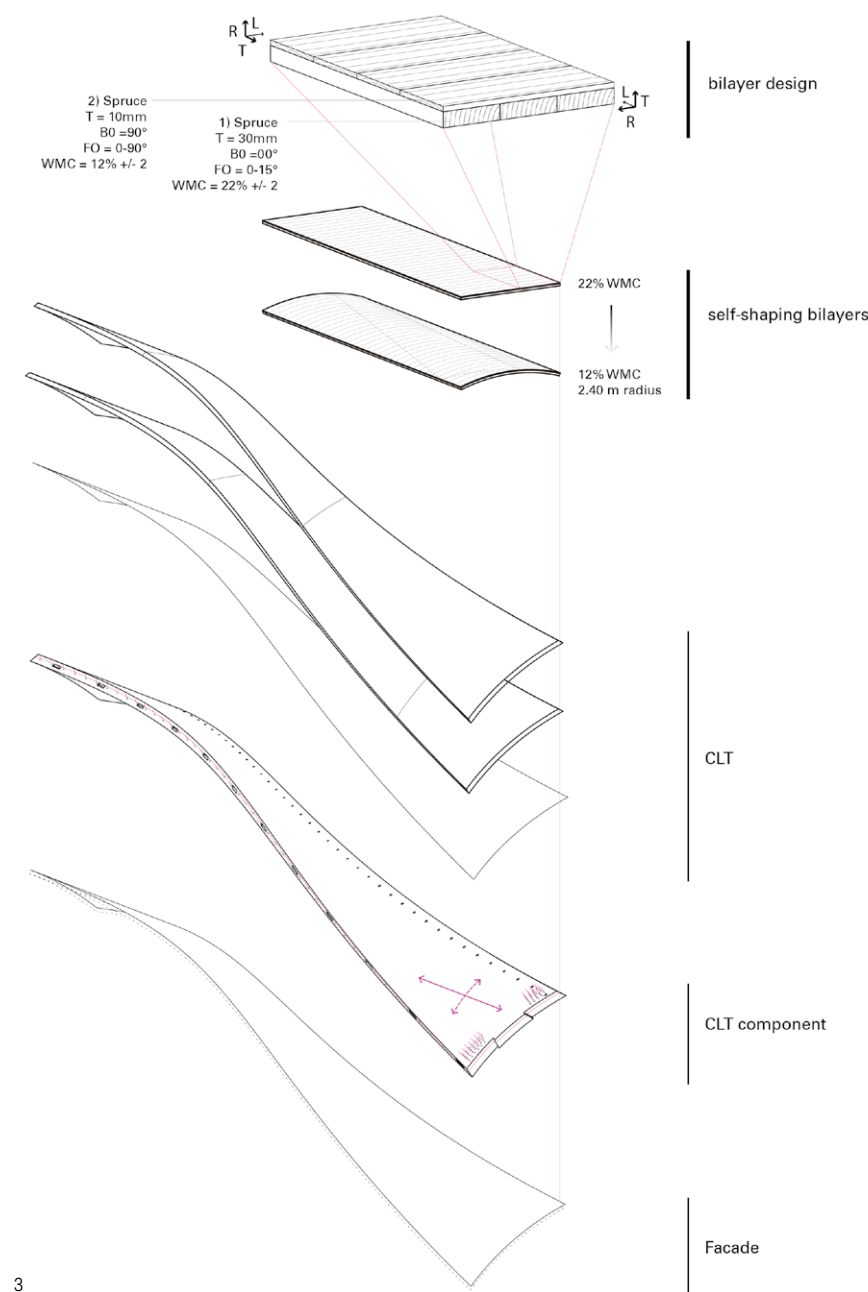 R L
T
bilayer design
L
T
R
2) Spruce
T = 10mm
B0 =90°
FO = 0-90°
WMC = 12% +/- 2
1) Spruce
T = 30mm
B0 =00°
FO = 0-15°
WMC = 22% +/- 2
22% WMC
self-shaping bilayers
12% WMC
2.40 m radius
CLT
CLT component
Facade
3